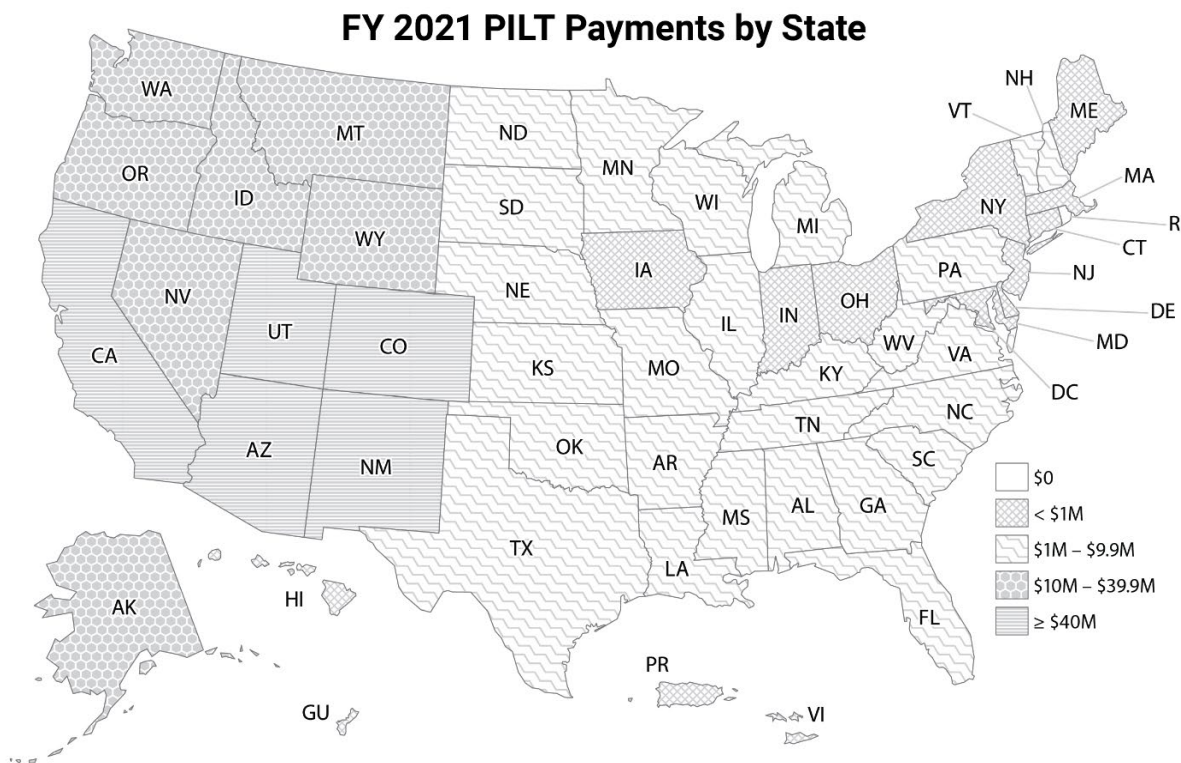 FY 2021 PILT Payments by State
NH
VT
ME
WA
MT
ND
MN
OR
ID
SD
WI
MI
NY
MA
R
WY
CT
IA
PA
NJ
NE
NV
OH
IN
IL
DE
UT
CO
WV
MD
CA
KS
MO
VA
KY
DC
NC
TN
AZ
OK
NM
AR
SC
$0
MS
AL
GA
< $1M
TX
$1M – $9.9M
LA
$10M – $39.9M
HI
AK
FL
≥ $40M
PR
GU
VI